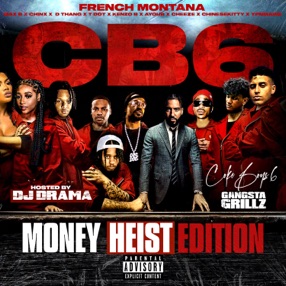 FRENCH MONTANA
CB6
HOSTED BY
DJ DRAMA
Coke Boys 6
GANGSTA
GRILLZ
MONEY HEIST EDITION
PARENTAL
ADVISORY
EXPLICIT CONTENT